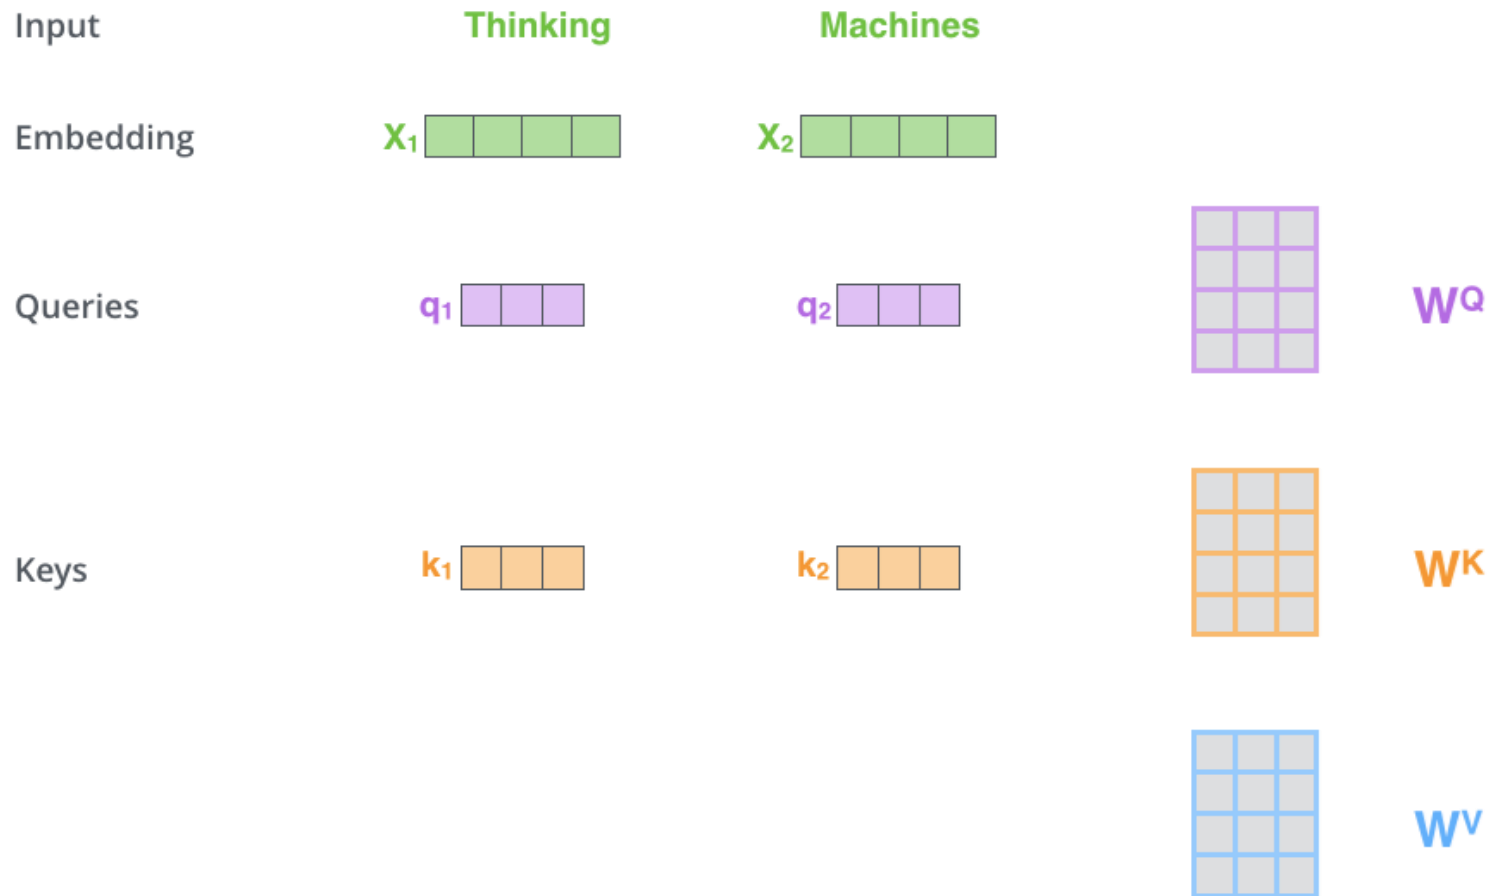 Input Thinking Machines
Embedding X1 X2
Queries q1 q2 WQ
Keys k1 k2 WK
WV